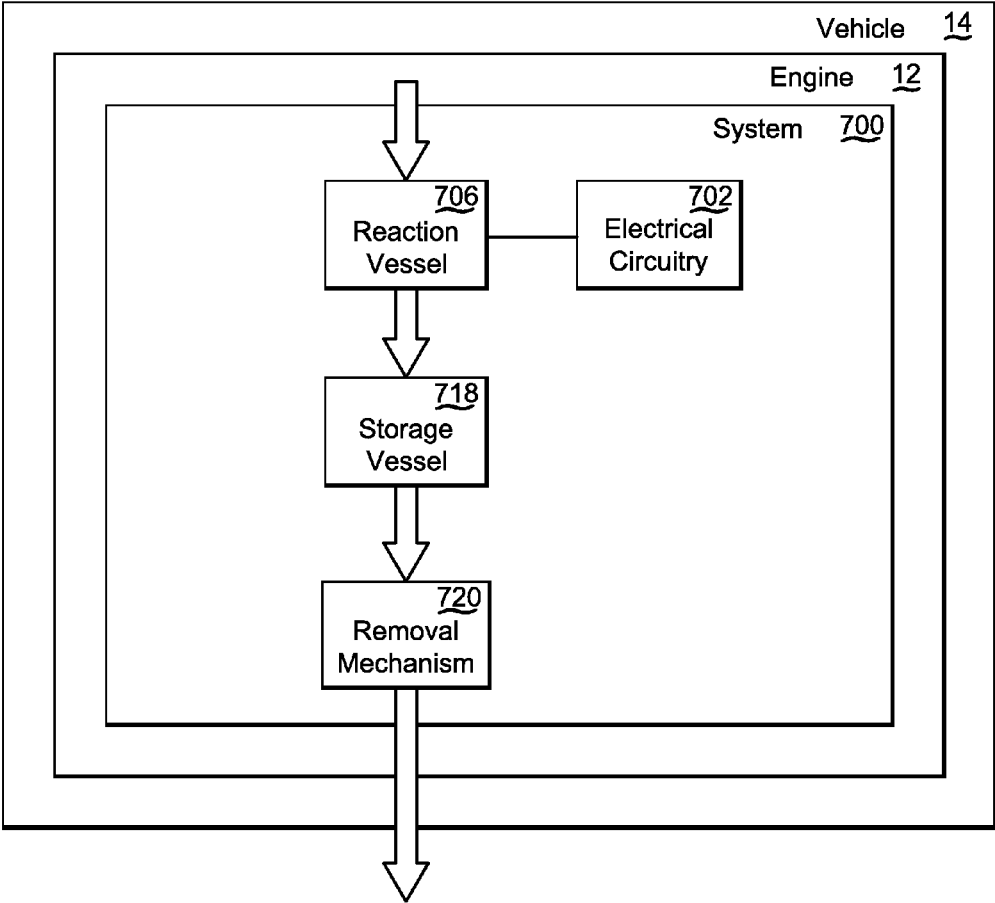 Vehicle 14
Engine 12
System 700
706
Reaction
Vessel
702
Electrical
Circuitry
718
Storage
Vessel
720
Removal
Mechanism